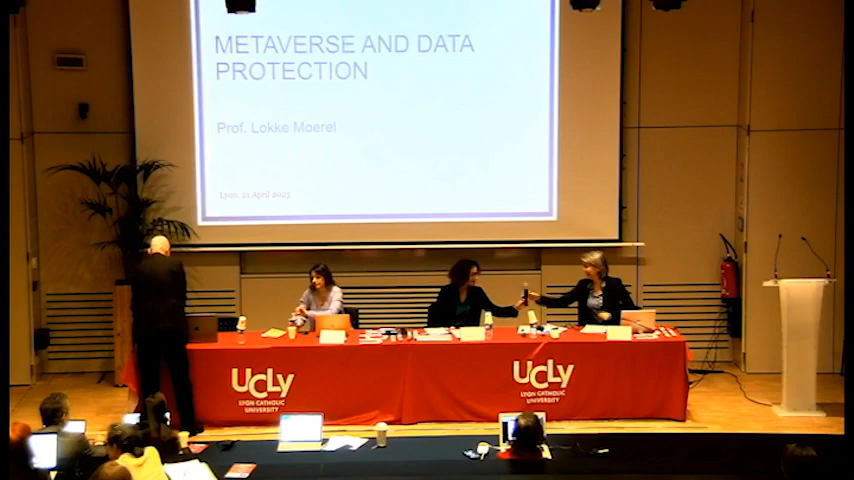 METAVERSE AND DATA
PROTECTION
Prof. Lokke Moerel
Lyon, 21 April 2023
UCLy
LYON CATHOLIC
UNIVERSITY
UCLy
LYON CATHOLIC
UNIVERSITY